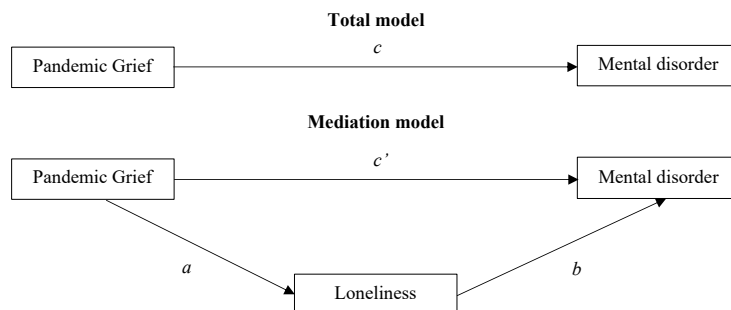 Total model
c
Pandemic Grief
Mental disorder
Mediation model
c’
Pandemic Grief
Mental disorder
a
b
Loneliness